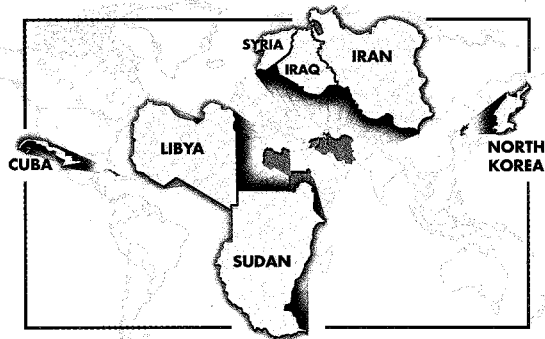 SYRIA
IRAQ
IRAN
CUBA
LIBYA
NORTH
KOREA
SUDAN